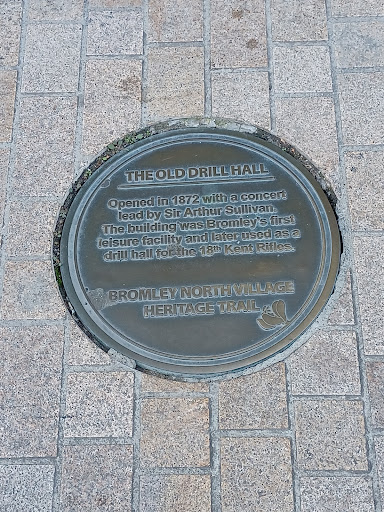 THE OLD DRILL HALL
Opened in 1872 with a concert
lead by Sir Arthur Sullivan.
The building was Bromley's first
leisure facility and later used as a
drill hall for the 18th Kent Rifles.
BROMLEY NORTH VILLAGE
HERITAGE TRAIL